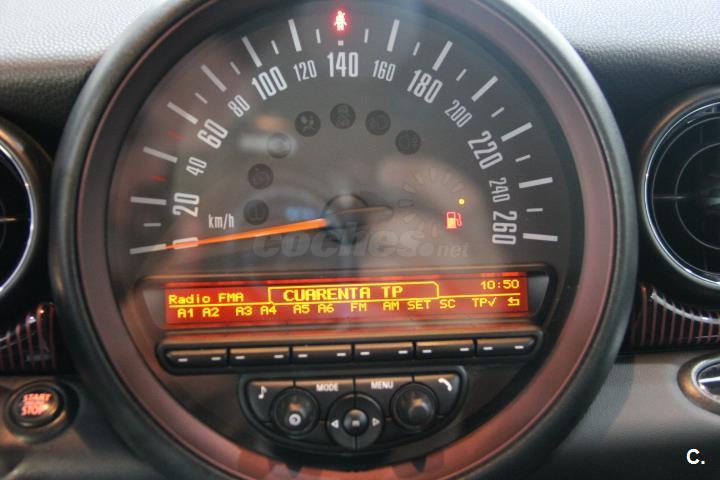 20 40 60 80 100 120 140 160 180 200 220 240 260
km/h
coches.net
Radio FMA CUARENTA TP 10:50
A1 A2 A3 A4 A5 A6 FM AM SET SC TP√
MODE MENU
START
STOP
C.